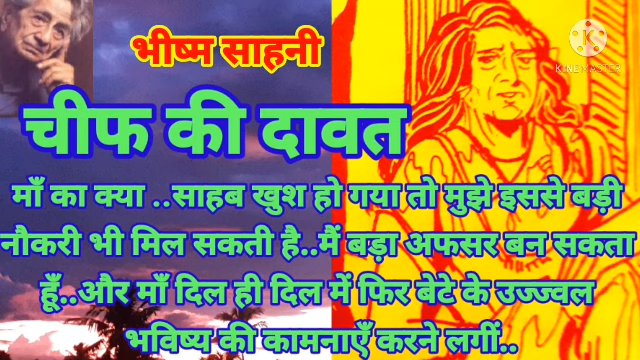 भीष्म साहनी
चीफ की दावत
KINEMASTER
माँ का क्या ..साहब खुश हो गया तो मुझे इससे बड़ी
नौकरी भी मिल सकती है..मैं बड़ा अफसर बन सकता
हूँ..और माँ दिल ही दिल में फिर बेटे के उज्ज्वल
भविष्य की कामनाएँ करने लगीं..